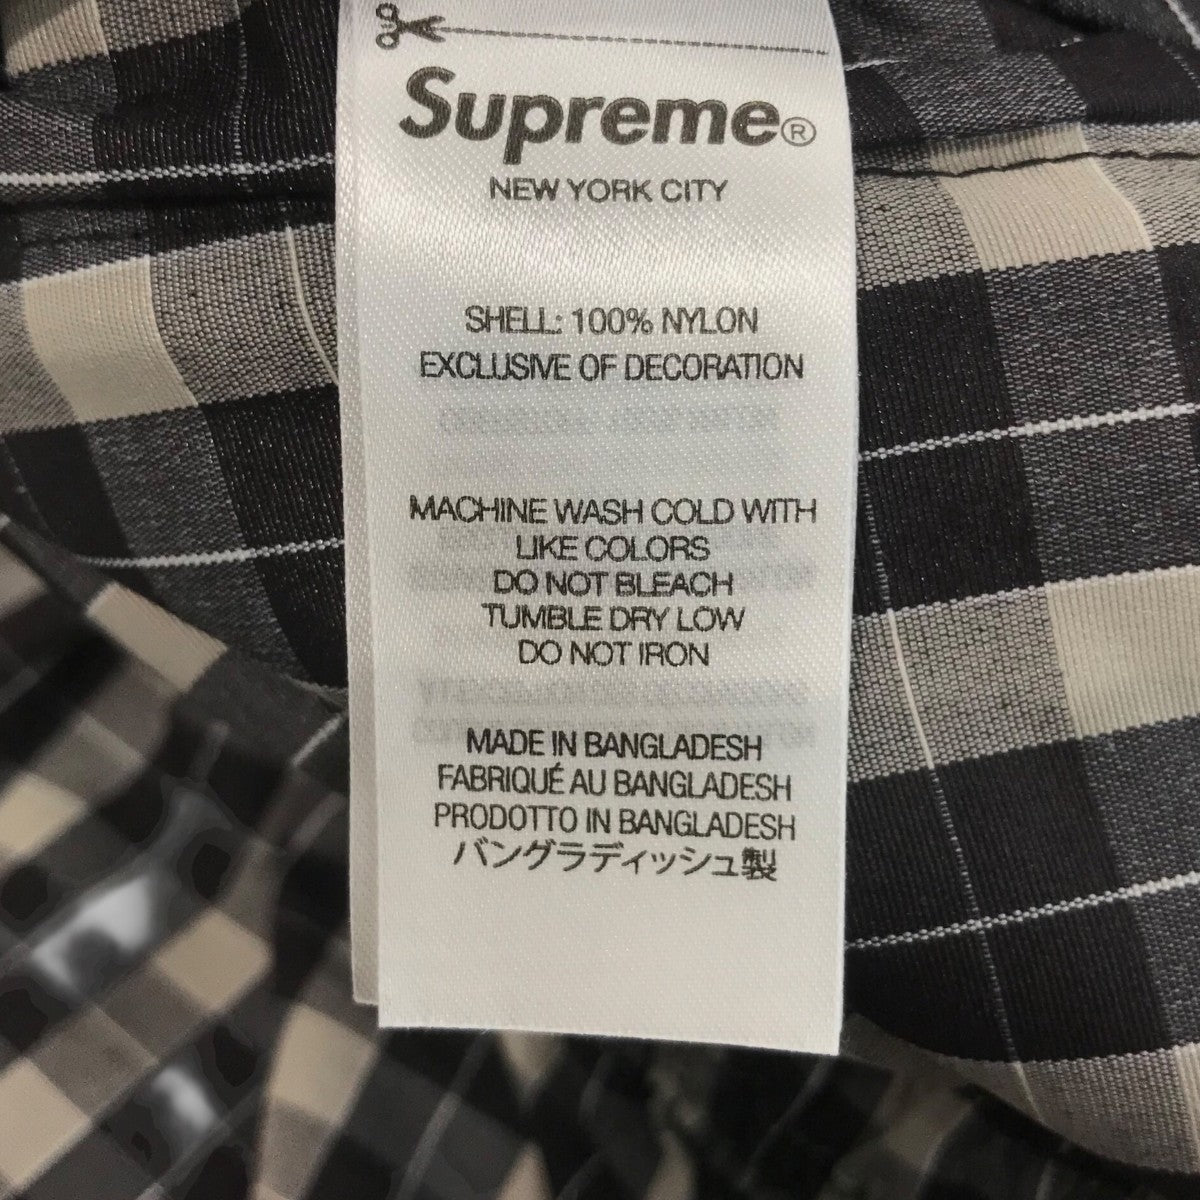 Supreme®
NEW YORK CITY
SHELL: 100% NYLON
EXCLUSIVE OF DECORATION
MACHINE WASH COLD WITH
LIKE COLORS
DO NOT BLEACH
TUMBLE DRY LOW
DO NOT IRON
MADE IN BANGLADESH
FABRIQUÉ AU BANGLADESH
PRODOTTO IN BANGLADESH
バングラディッシュ製